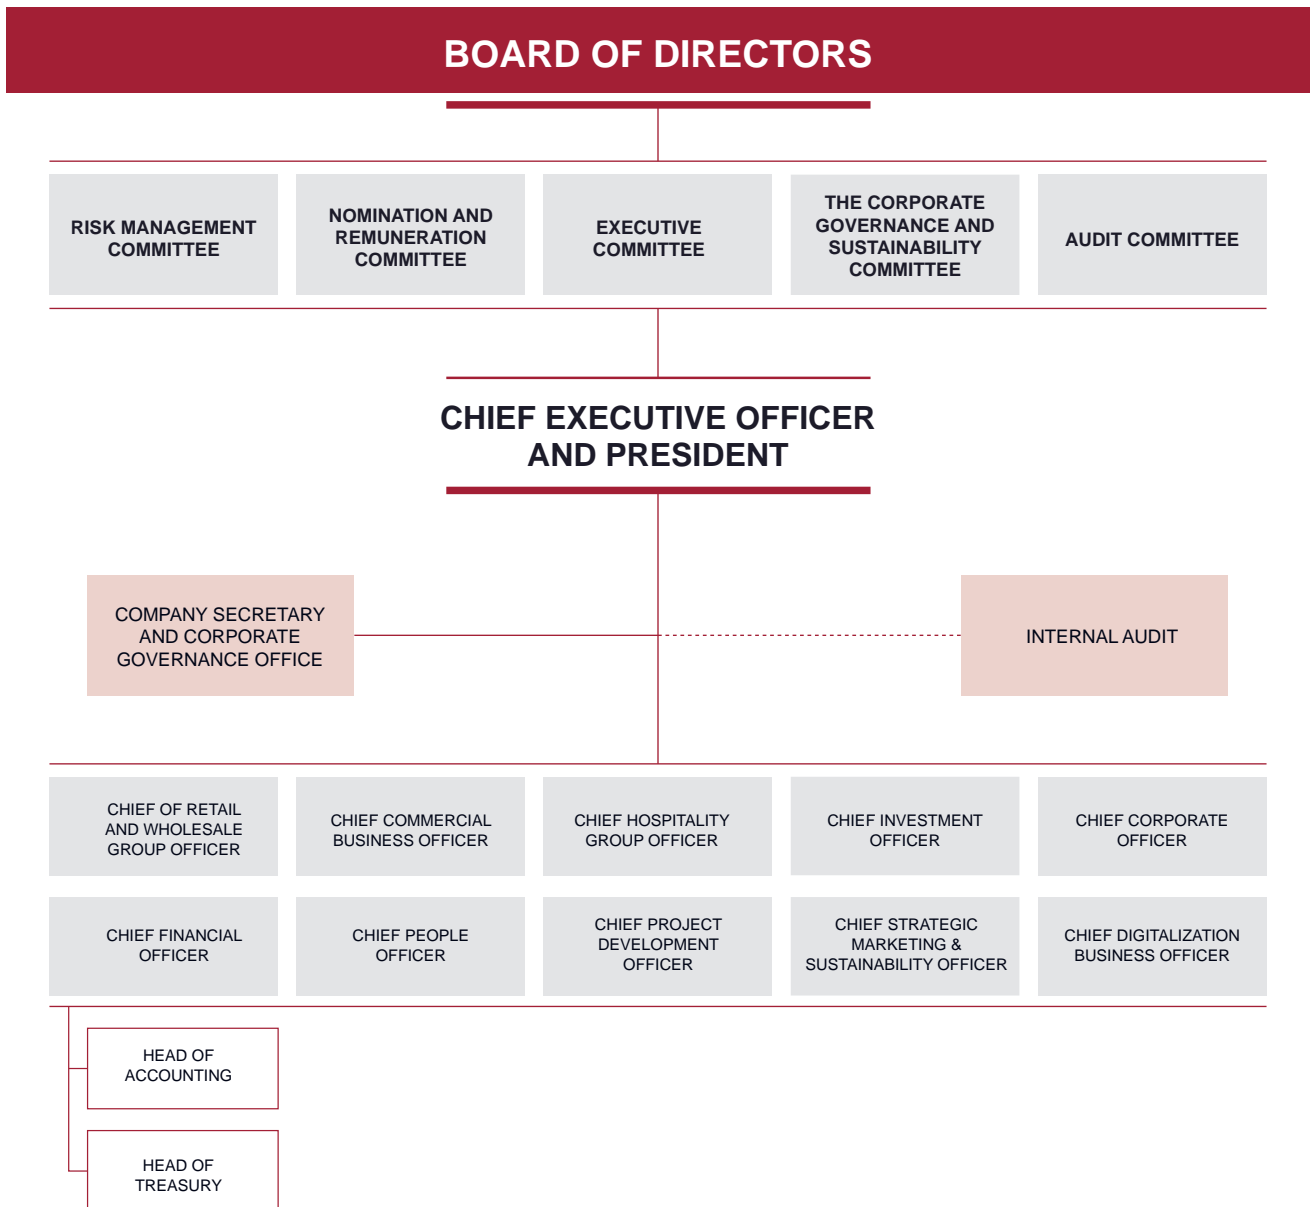 BOARD OF DIRECTORS
RISK MANAGEMENT
COMMITTEE
NOMINATION AND
REMUNERATION
COMMITTEE
EXECUTIVE
COMMITTEE
THE CORPORATE
GOVERNANCE AND
SUSTAINABILITY
COMMITTEE
AUDIT COMMITTEE
CHIEF EXECUTIVE OFFICER
AND PRESIDENT
COMPANY SECRETARY
AND CORPORATE
GOVERNANCE OFFICE
INTERNAL AUDIT
CHIEF OF RETAIL
AND WHOLESALE
GROUP OFFICER
CHIEF COMMERCIAL
BUSINESS OFFICER
CHIEF HOSPITALITY
GROUP OFFICER
CHIEF INVESTMENT
OFFICER
CHIEF CORPORATE
OFFICER
CHIEF FINANCIAL
OFFICER
CHIEF PEOPLE
OFFICER
CHIEF PROJECT
DEVELOPMENT
OFFICER
CHIEF STRATEGIC
MARKETING &
SUSTAINABILITY OFFICER
CHIEF DIGITALIZATION
BUSINESS OFFICER
HEAD OF
ACCOUNTING
HEAD OF
TREASURY